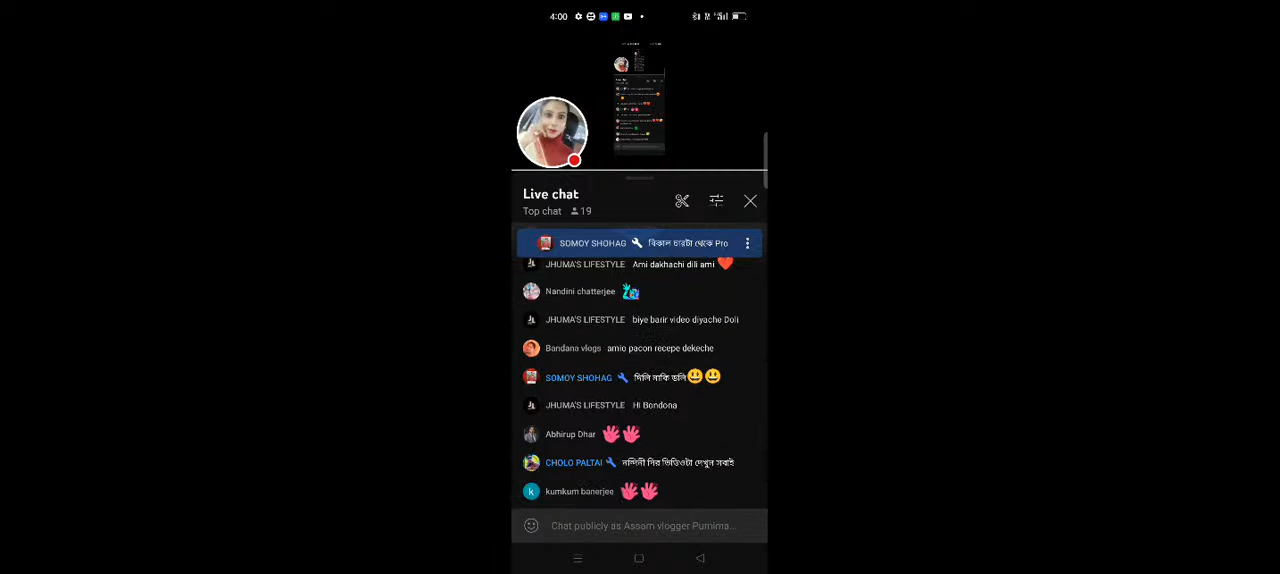 4:00
Live chat
Top chat 19
SOMOY SHOHAG বিকাল চারটা থেকে Pro
JHUMA'S LIFESTYLE Ami dakhachi dili ami
Nandini chatterjee
JHUMA'S LIFESTYLE biye barir video diyache Doli
Bandana vlogs amio pacon recepe dekeche
SOMOY SHOHAG দিলি নাকি ডলি
JHUMA'S LIFESTYLE Hi Bondona
Abhirup Dhar
CHOLO PALTAI নন্দিনী দির ভিডিওটা দেখুন সবাই
kumkum banerjee
Chat publicly as Assam vlogger Purnima...